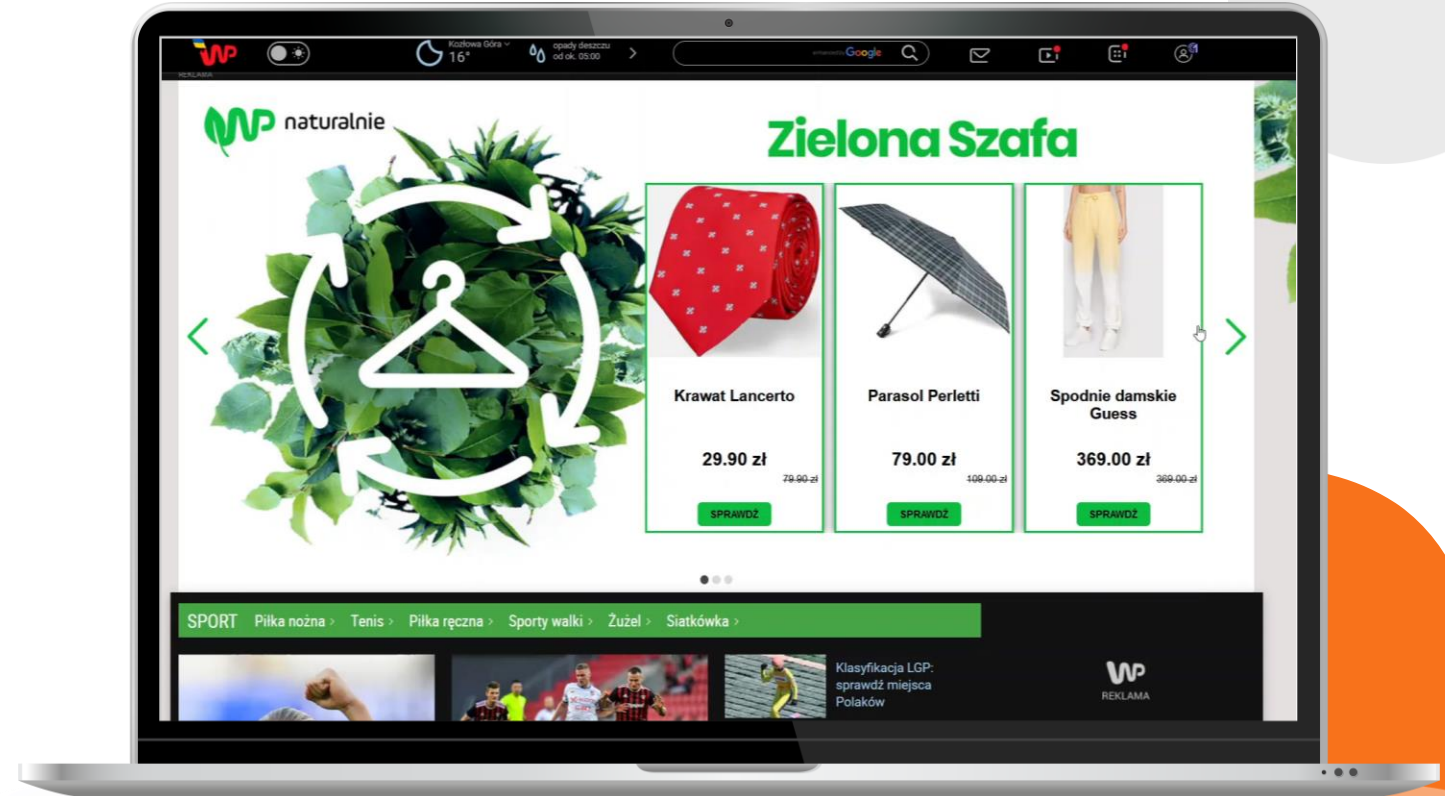 WP
Kozłowa Góra
16°
opady deszczu
od ok. 05:00
Google
REKLAMA
WP naturalnie
Zielona Szafa
Krawat Lancerto
29.90 zł
79.90 zł
SPRAWDŹ
Parasol Perletti
79.00 zł
109.00 zł
SPRAWDŹ
Spodnie damskie
Guess
369.00 zł
369.00 zł
SPRAWDŹ
SPORT Piłka nożna > Tenis > Piłka ręczna > Sporty walki > Żużel > Siatkówka >
Klasyfikacja LGP:
sprawdź miejsca
Polaków
WP
REKLAMA